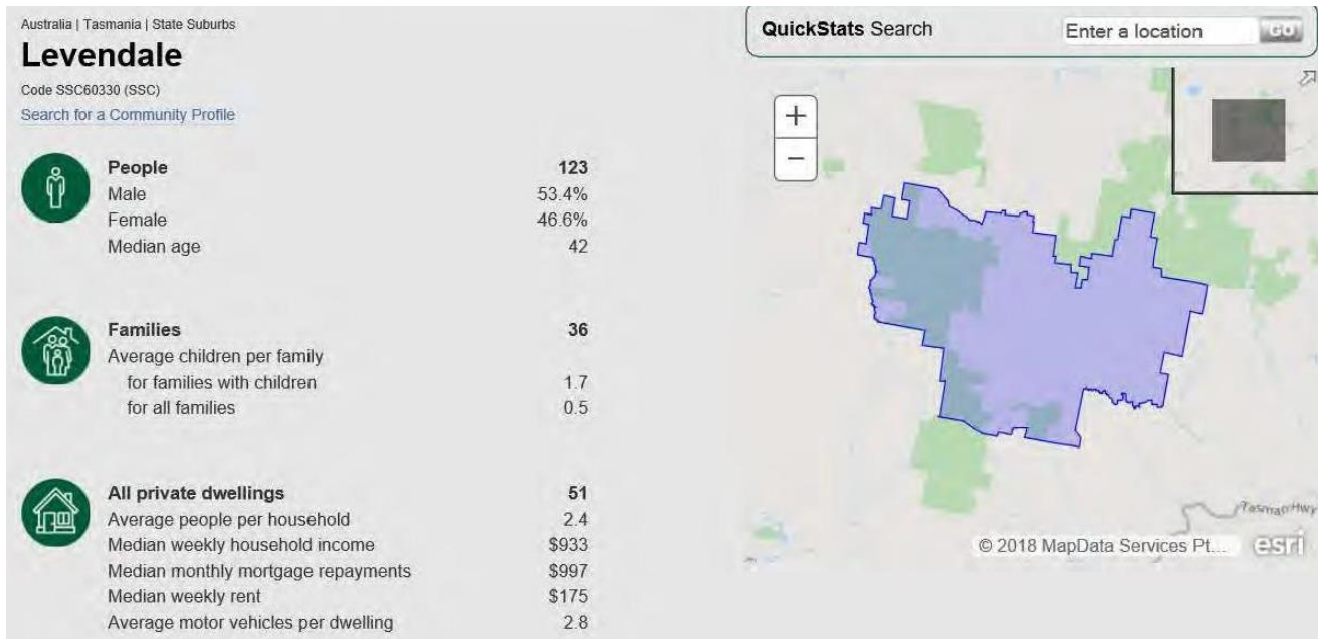 Australia | Tasmania | State Suburbs
Levendale
Code SSC60330 (SSC)
Search for a Community Profile
People 123
Male 53.4%
Female 46.6%
Median age 42
Families 36
Average children per family
for families with children 1.7
for all families 0.5
All private dwellings 51
Average people per household 2.4
Median weekly household income $933
Median monthly mortgage repayments $997
Median weekly rent $175
Average motor vehicles per dwelling 2.8
QuickStats Search Enter a location GO
+
−
Tasman Hwy
© 2018 MapData Services Pt... esri